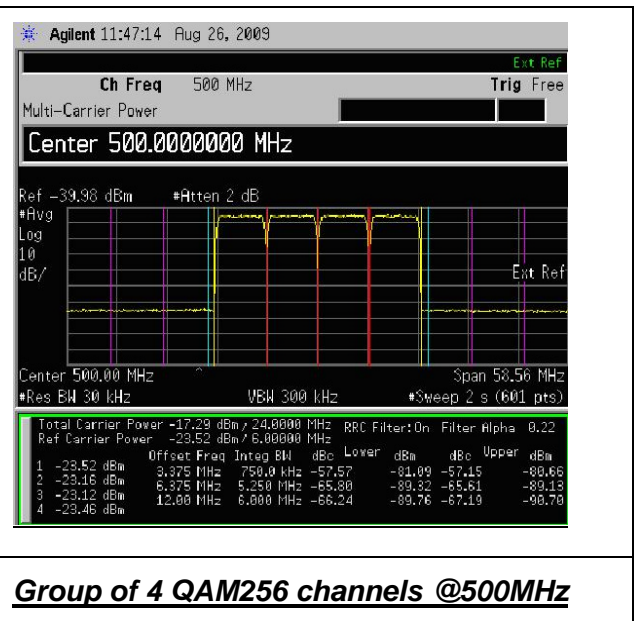 Agilent 11:47:14 Aug 26, 2009
Ext Ref
Ch Freq 500 MHz Trig Free
Multi-Carrier Power
Center 500.0000000 MHz
Ref -39.98 dBm #Atten 2 dB
#Avg
Log
10
dB/
Ext Ref
Center 500.00 MHz ^ Span 58.56 MHz
#Res BW 30 kHz VBW 300 kHz #Sweep 2 s (601 pts)
Total Carrier Power -17.29 dBm/ 24.0000 MHz RRC Filter:On Filter Alpha 0.22
Ref Carrier Power -23.52 dBm/ 6.00000 MHz
Offset Freq Integ BW dBc Lower dBm dBc Upper dBm
1 -23.52 dBm 3.375 MHz 750.0 kHz -57.57 -81.09 -57.15 -80.66
2 -23.16 dBm 6.375 MHz 5.250 MHz -65.80 -89.32 -65.61 -89.13
3 -23.12 dBm 12.00 MHz 6.000 MHz -66.24 -89.76 -67.19 -90.70
4 -23.46 dBm
Group of 4 QAM256 channels @500MHz